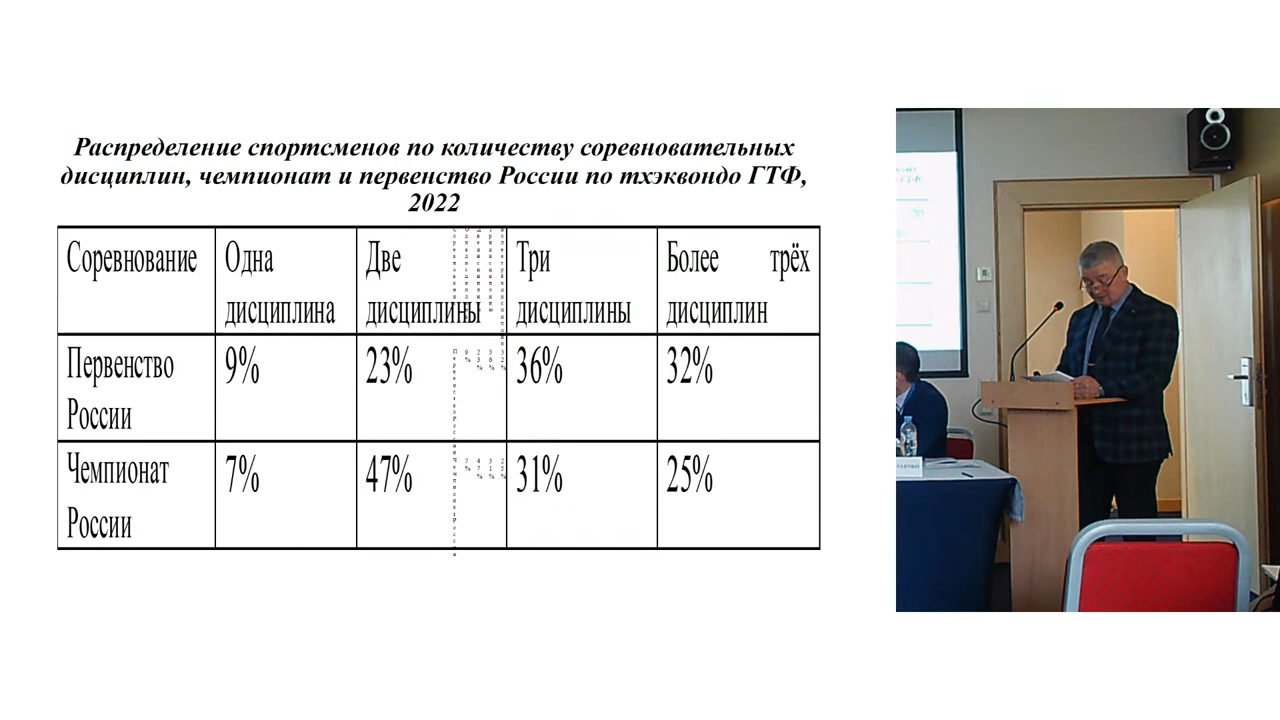 Распределение спортсменов по количеству соревновательных
дисциплин, чемпионат и первенство России по тхэквондо ГТФ,
2022
Соревнование
Одна
дисциплина
Две
дисциплины
Три
дисциплины
Более трёх
дисциплин
Первенство
России
9%
23%
36%
32%
Чемпионат
России
7%
47%
31%
25%